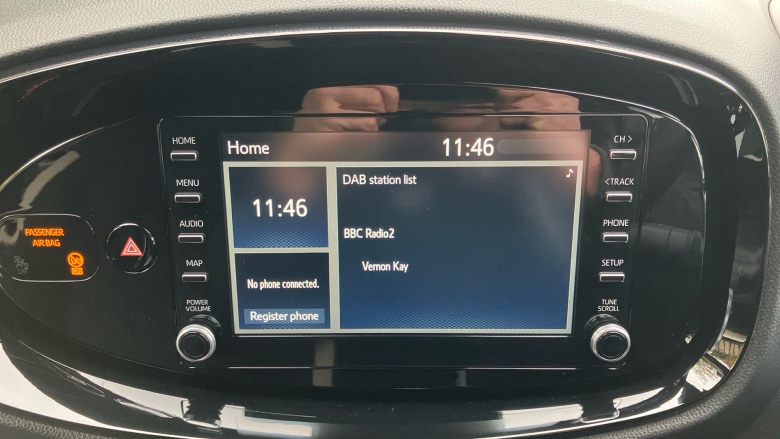 HOME
MENU
AUDIO
MAP
POWER
VOLUME
PASSENGER
AIR BAG
Home
11:46
11:46
No phone connected.
Register phone
DAB station list
BBC Radio2
Vernon Kay
CH >
< TRACK
PHONE
SETUP
TUNE
SCROLL